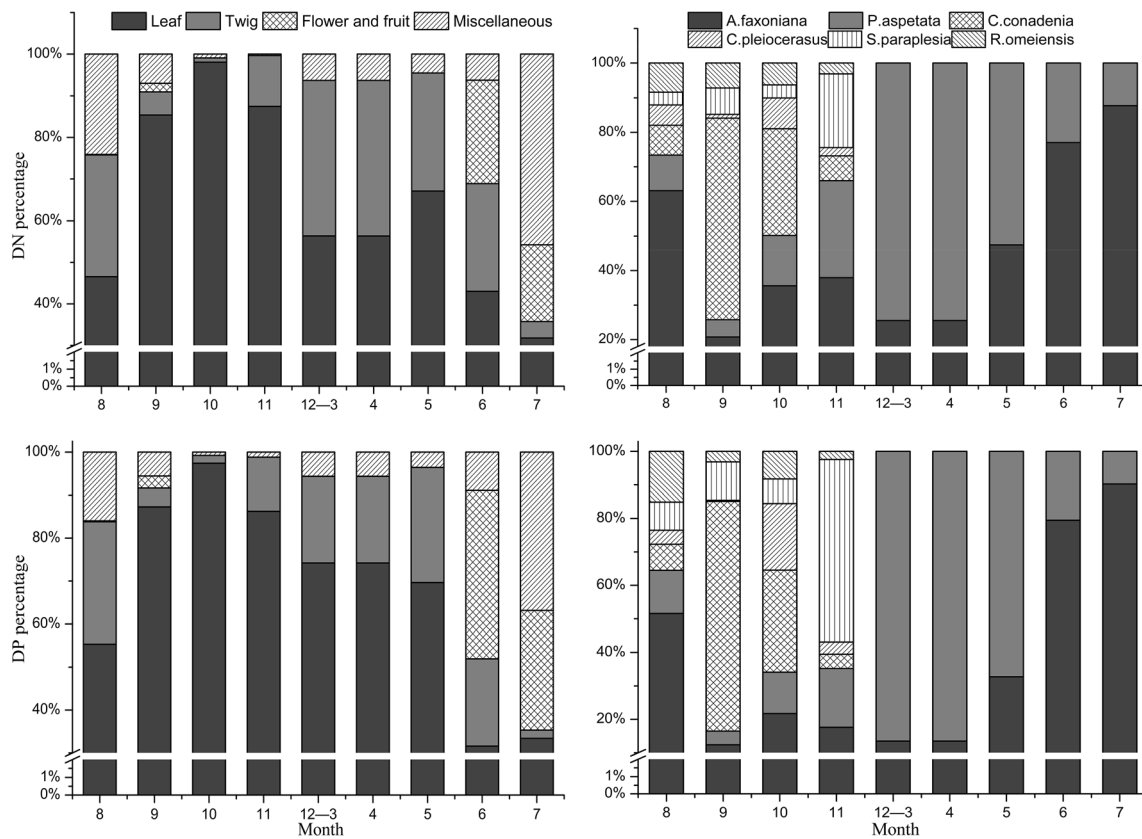 Leaf Twig Flower and fruit Miscellaneous
100%
80%
60%
40%
1%
0%
DN percentage
8 9 10 11 12—3 4 5 6 7
A.faxoniana P.aspetata C.conadenia
C.pleiocerasus S.paraplesia R.omeiensis
100%
80%
60%
40%
20%
1%
0%
8 9 10 11 12—3 4 5 6 7
100%
80%
60%
40%
1%
0%
DP percentage
8 9 10 11 12—3 4 5 6 7
Month
100%
80%
60%
40%
20%
1%
0%
8 9 10 11 12—3 4 5 6 7
Month